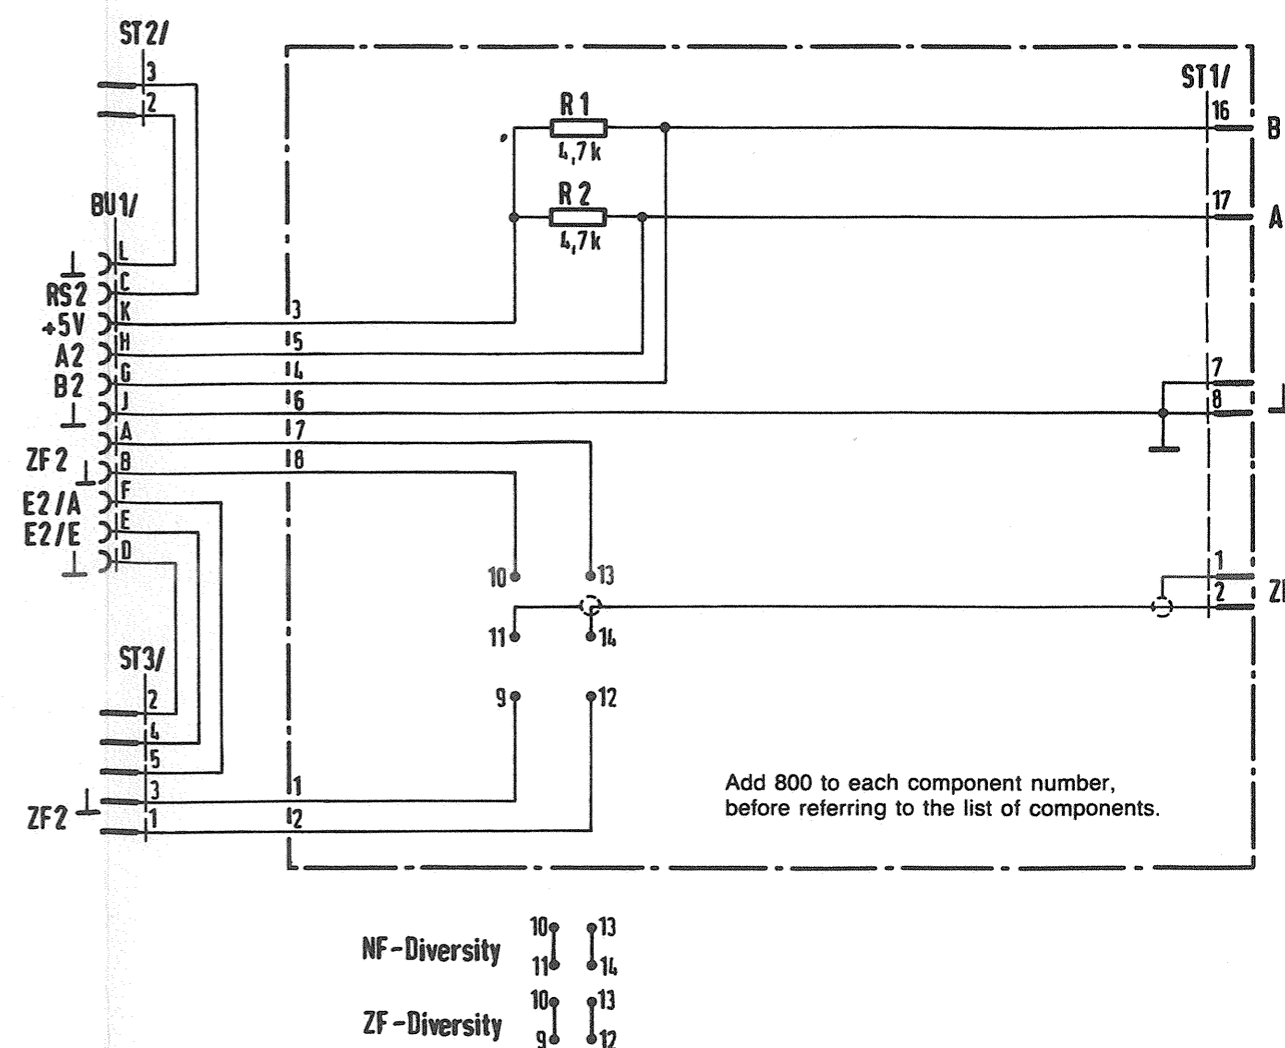 ST2/
3
2
ST1/
16
B
R1
4,7k
17
A
R2
4,7k
BU1/
L
⊥
C
RS2
K
+5V
3
H
A2
5
G
B2
4
J
⊥
6
7
8
⊥
A
7
ZF2
B
⊥
8
F
E2/A
E
E2/E
D
⊥
10
13
1
2
11
14
9
12
ST3/
2
4
5
3
⊥
1
ZF2
1
2
Add 800 to each component number,
before referring to the list of components.
NF-Diversity
10
13
11
14
ZF-Diversity
10
13
9
12